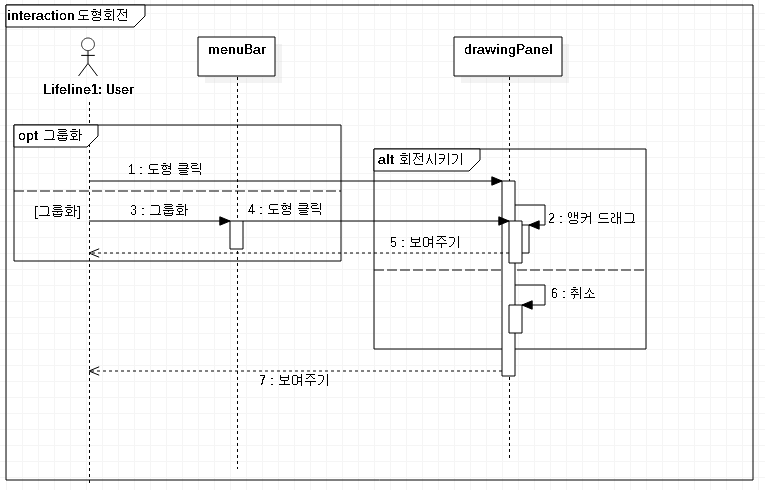 interaction 도형회전
menuBar
drawingPanel
Lifeline1: User
opt 그룹화
alt 회전시키기
1 : 도형 클릭
[그룹화]
3 : 그룹화
4 : 도형 클릭
2 : 앵커 드래그
5 : 보여주기
6 : 취소
7 : 보여주기